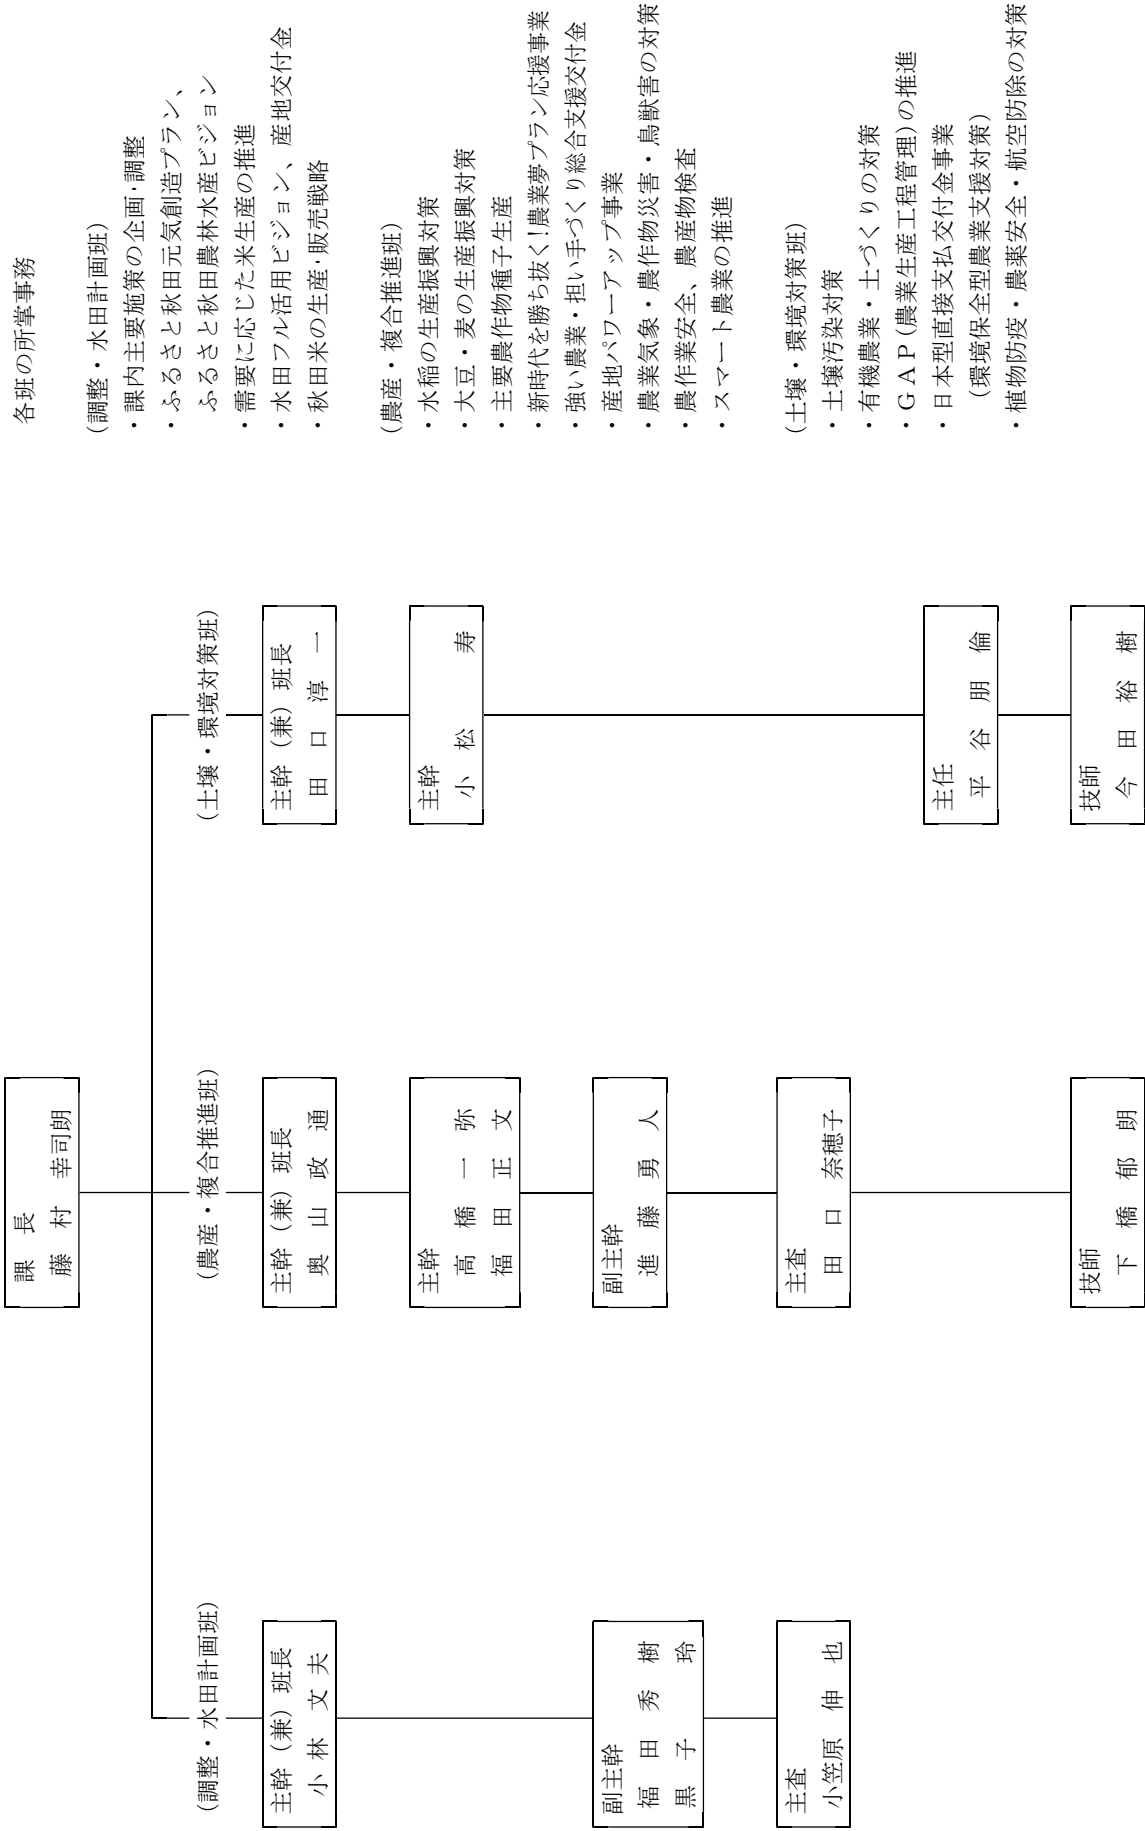 課　長
藤　村　幸司朗
(調整・水田計画班)
主幹（兼）班長
小　林　文　夫
副主幹
福　田　秀　樹
黒　子　　　玲
主査
小笠原　伸　也
(農産・複合推進班)
主幹（兼）班長
奥　山　政　通
主幹
高　橋　一　弥
福　田　正　文
副主幹
進　藤　勇　人
主査
田　口　奈穂子
技師
下　橋　郁　朗
(土壌・環境対策班)
主幹（兼）班長
田　口　淳　一
主幹
小　松　　　寿
主任
平　谷　朋　倫
技師
今　田　裕　樹
各班の所掌事務
(調整・水田計画班)
・課内主要施策の企画･調整
・ふるさと秋田元気創造プラン、
ふるさと秋田農林水産ビジョン
・需要に応じた米生産の推進
・水田フル活用ビジョン、産地交付金
・秋田米の生産･販売戦略
(農産・複合推進班)
・水稲の生産振興対策
・大豆・麦の生産振興対策
・主要農作物種子生産
・新時代を勝ち抜く!農業夢プラン応援事業
・強い農業・担い手づくり総合支援交付金
・産地パワーアップ事業
・農業気象・農作物災害・鳥獣害の対策
・農作業安全、農産物検査
・スマート農業の推進
(土壌・環境対策班)
・土壌汚染対策
・有機農業・土づくりの対策
・ＧＡＰ(農業生産工程管理)の推進
・日本型直接支払交付金事業
(環境保全型農業支援対策)
・植物防疫・農薬安全・航空防除の対策